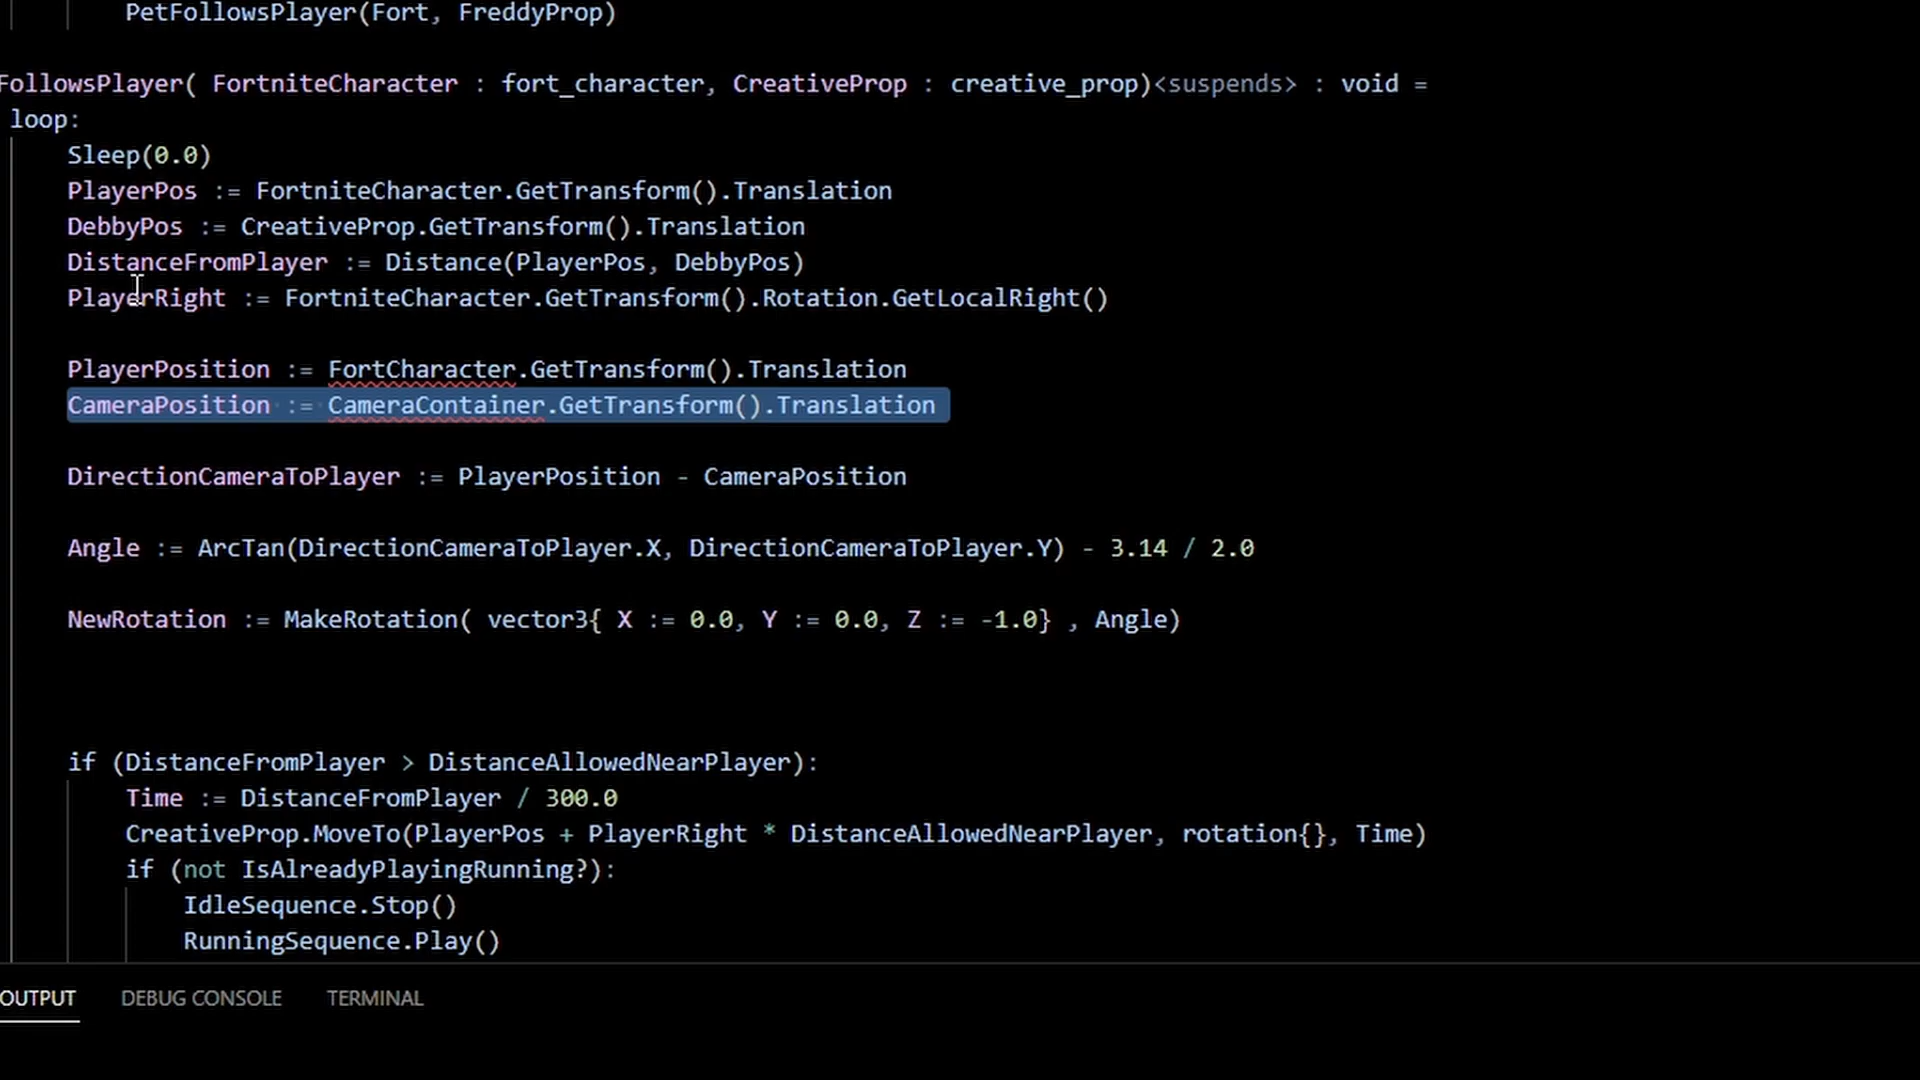 PetFollowsPlayer(Fort, FreddyProp)
FollowsPlayer( FortniteCharacter : fort_character, CreativeProp : creative_prop)<suspends> : void =
loop:
Sleep(0.0)
PlayerPos := FortniteCharacter.GetTransform().Translation
DebbyPos := CreativeProp.GetTransform().Translation
DistanceFromPlayer := Distance(PlayerPos, DebbyPos)
PlayerRight := FortniteCharacter.GetTransform().Rotation.GetLocalRight()
PlayerPosition := FortCharacter.GetTransform().Translation
CameraPosition := CameraContainer.GetTransform().Translation
DirectionCameraToPlayer := PlayerPosition - CameraPosition
Angle := ArcTan(DirectionCameraToPlayer.X, DirectionCameraToPlayer.Y) - 3.14 / 2.0
NewRotation := MakeRotation( vector3{ X := 0.0, Y := 0.0, Z := -1.0} , Angle)
if (DistanceFromPlayer > DistanceAllowedNearPlayer):
Time := DistanceFromPlayer / 300.0
CreativeProp.MoveTo(PlayerPos + PlayerRight * DistanceAllowedNearPlayer, rotation{}, Time)
if (not IsAlreadyPlayingRunning?):
IdleSequence.Stop()
RunningSequence.Play()
OUTPUT DEBUG CONSOLE TERMINAL